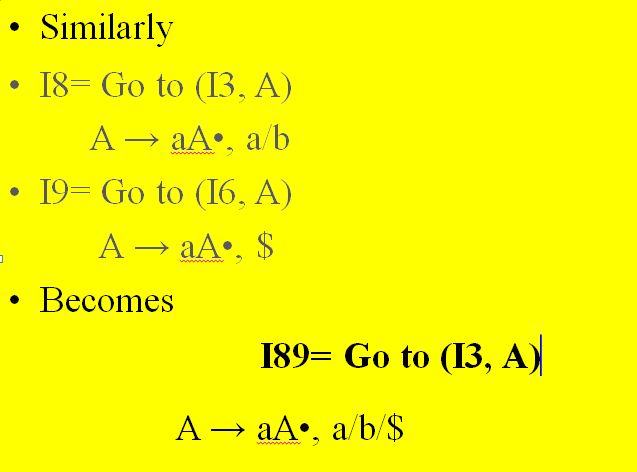 • Similarly
• I8= Go to (I3, A)
A → aA•, a/b
• I9= Go to (I6, A)
A → aA•, $
• Becomes
I89= Go to (I3, A)
A → aA•, a/b/$